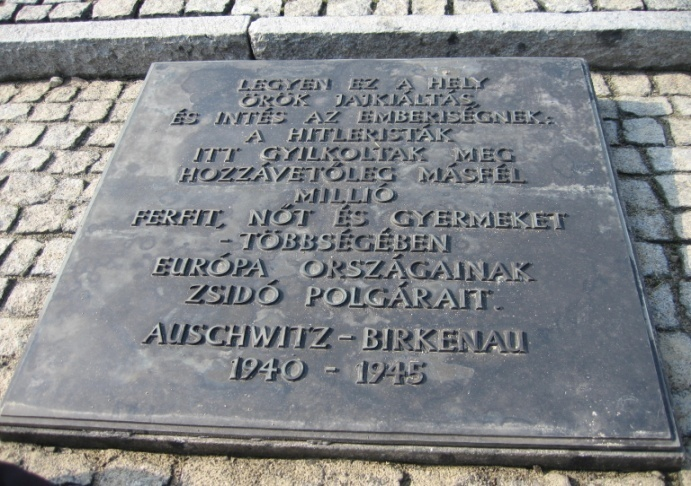 LEGYEN EZ A HELY
ÖRÖK JAJKIÁLTÁS
ÉS INTÉS AZ EMBERISÉGNEK:
A HITLERISTÁK
ITT GYILKOLTAK MEG
HOZZÁVETŐLEG MÁSFÉL
MILLIÓ
FÉRFIT, NŐT ÉS GYERMEKET
- TÖBBSÉGÉBEN
EURÓPA ORSZÁGAINAK
ZSIDÓ POLGÁRAIT.
AUSCHWITZ - BIRKENAU
1940 - 1945